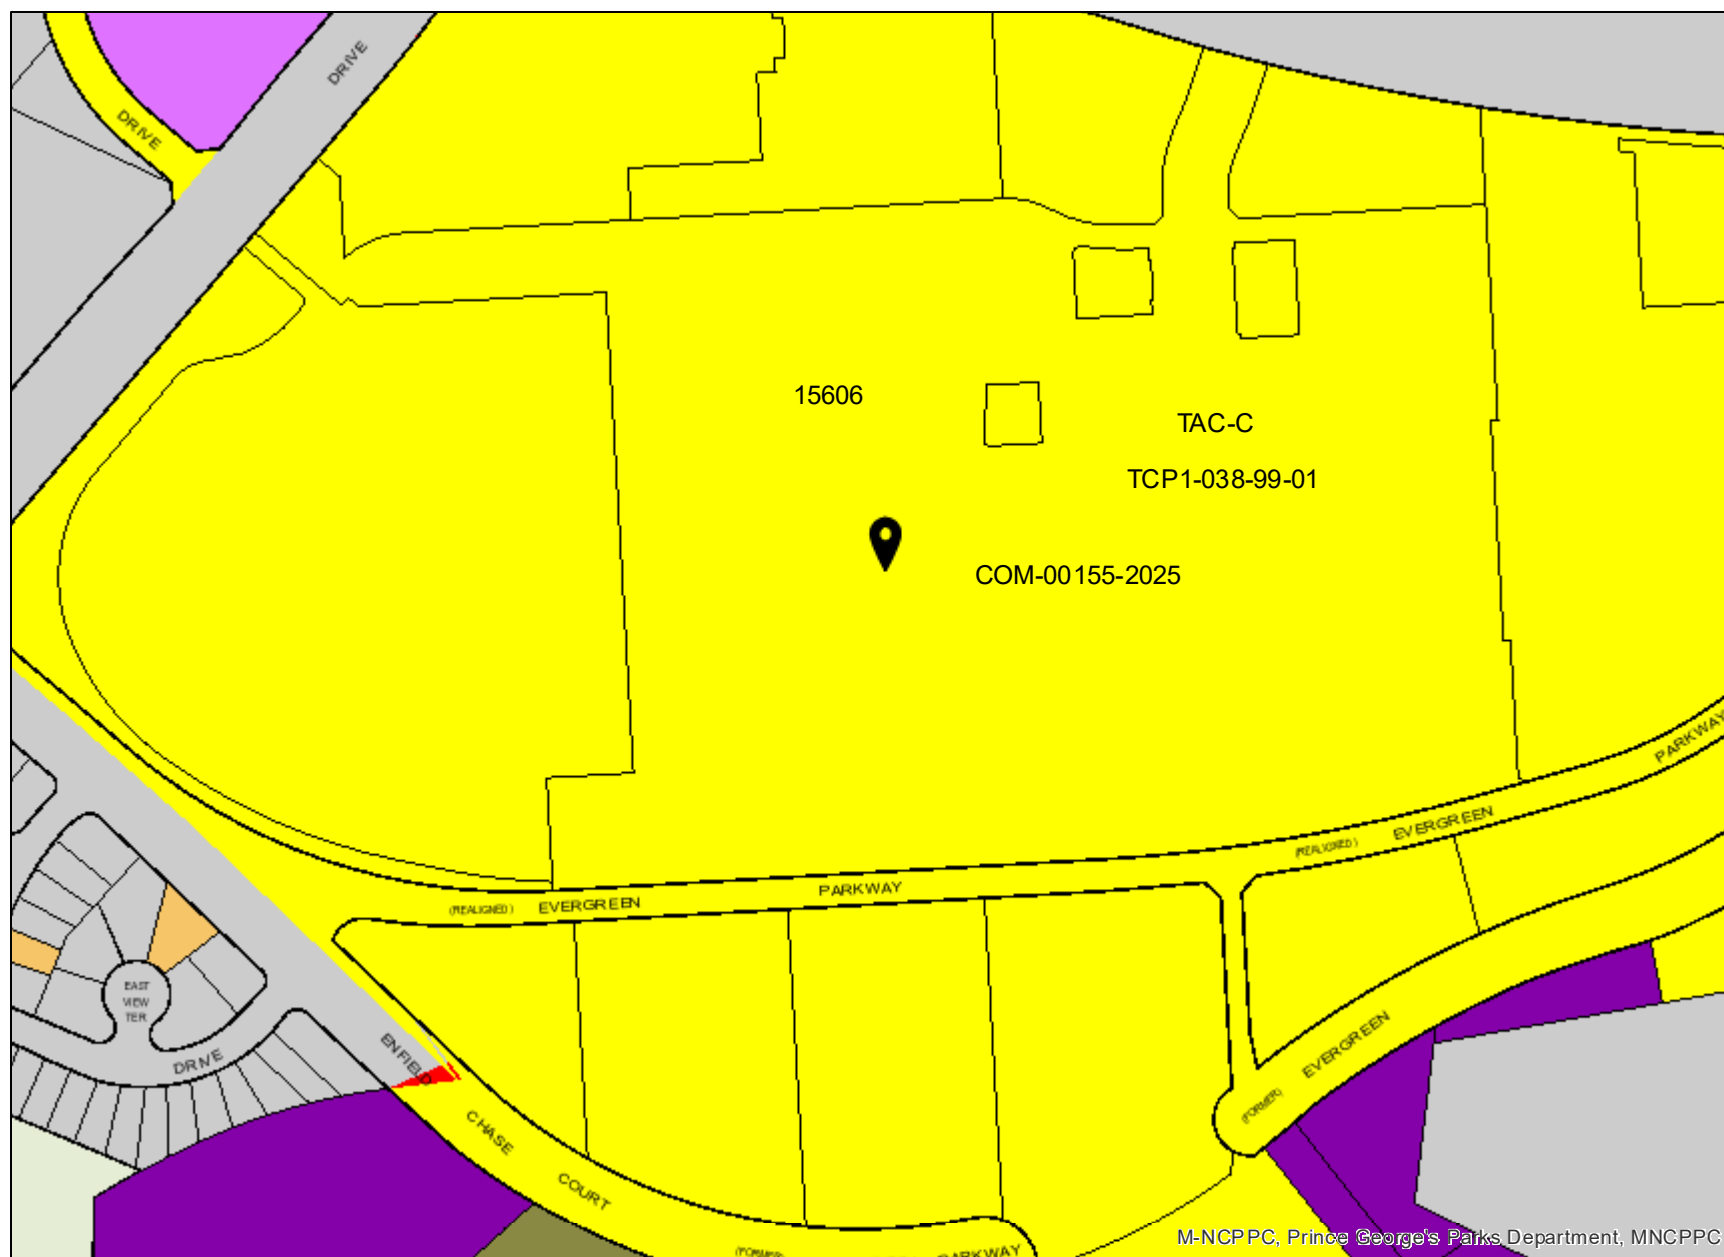 DRIVE
DRIVE
15606
TAC-C
TCP1-038-99-01
COM-00155-2025
PARKWAY
EVERGREEN
(REALIGNED)
PARKWAY
(REALIGNED) EVERGREEN
EAST
VIEW
TER
DRIVE
ENFIELD
CHASE
COURT
EVERGREEN
(FORMER)
(FORMER)
PARKWAY
M-NCPPC, Prince George's Parks Department, MNCPPC